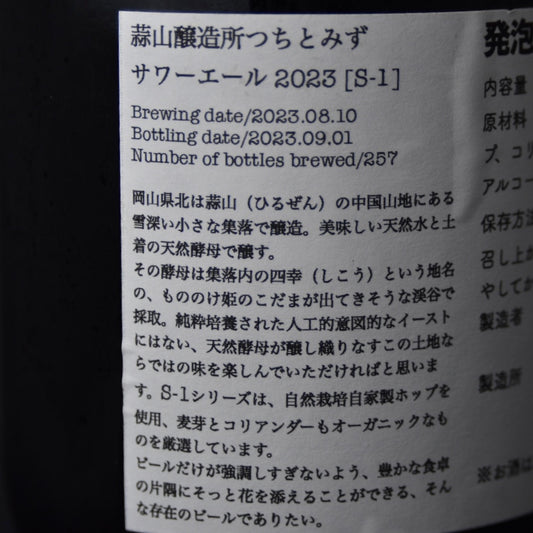 蒜山醸造所つちとみず
サワーエール 2023 [S-1]
Brewing date/2023.08.10
Bottling date/2023.09.01
Number of bottles brewed/257
岡山県北は蒜山（ひるぜん）の中国山地にある
雪深い小さな集落で醸造。美味しい天然水と土
着の天然酵母で醸す。
その酵母は集落内の四幸（しこう）という地名
の、もののけ姫のこだまが出てきそうな渓谷で
採取。純粋培養された人工的意図的なイースト
にはない、天然酵母が醸し織りなすこの土地な
らではの味を楽しんでいただければと思いま
す。S-1シリーズは、自然栽培自家製ホップを
使用、麦芽とコリアンダーもオーガニックなも
のを厳選しています。
ビールだけが強調しすぎないよう、豊かな食卓
の片隅にそっと花を添えることができる、そん
な存在のビールでありたい。
発泡
内容量
原材料
プ、コリ
アルコー
保存方法
召し上が
やしてか
製造者
製造所
※お酒は